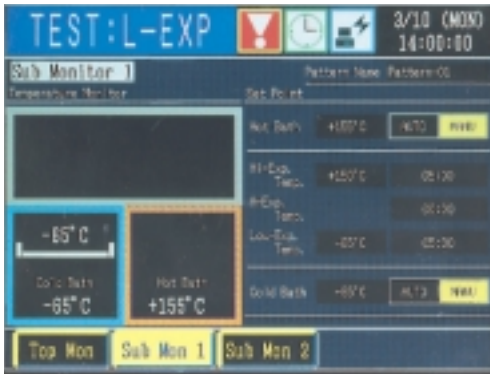 TEST:L-EXP
3/10 (MON)
14:00:00
Sub Monitor 1
Pattern Name Pattern-01
Temperature Monitor
Set Point
Hot Bath +155°C AUTO MANU
Hi-Exp. Temp. +150°C 05:00
A-Exp. Temp. 00:00
Low-Exp. Temp. -65°C 05:00
-65°C
Cold Bath
-65°C
Hot Bath
+155°C
Cold Bath AUTO MANU
Top Mon
Sub Mon 1
Sub Mon 2